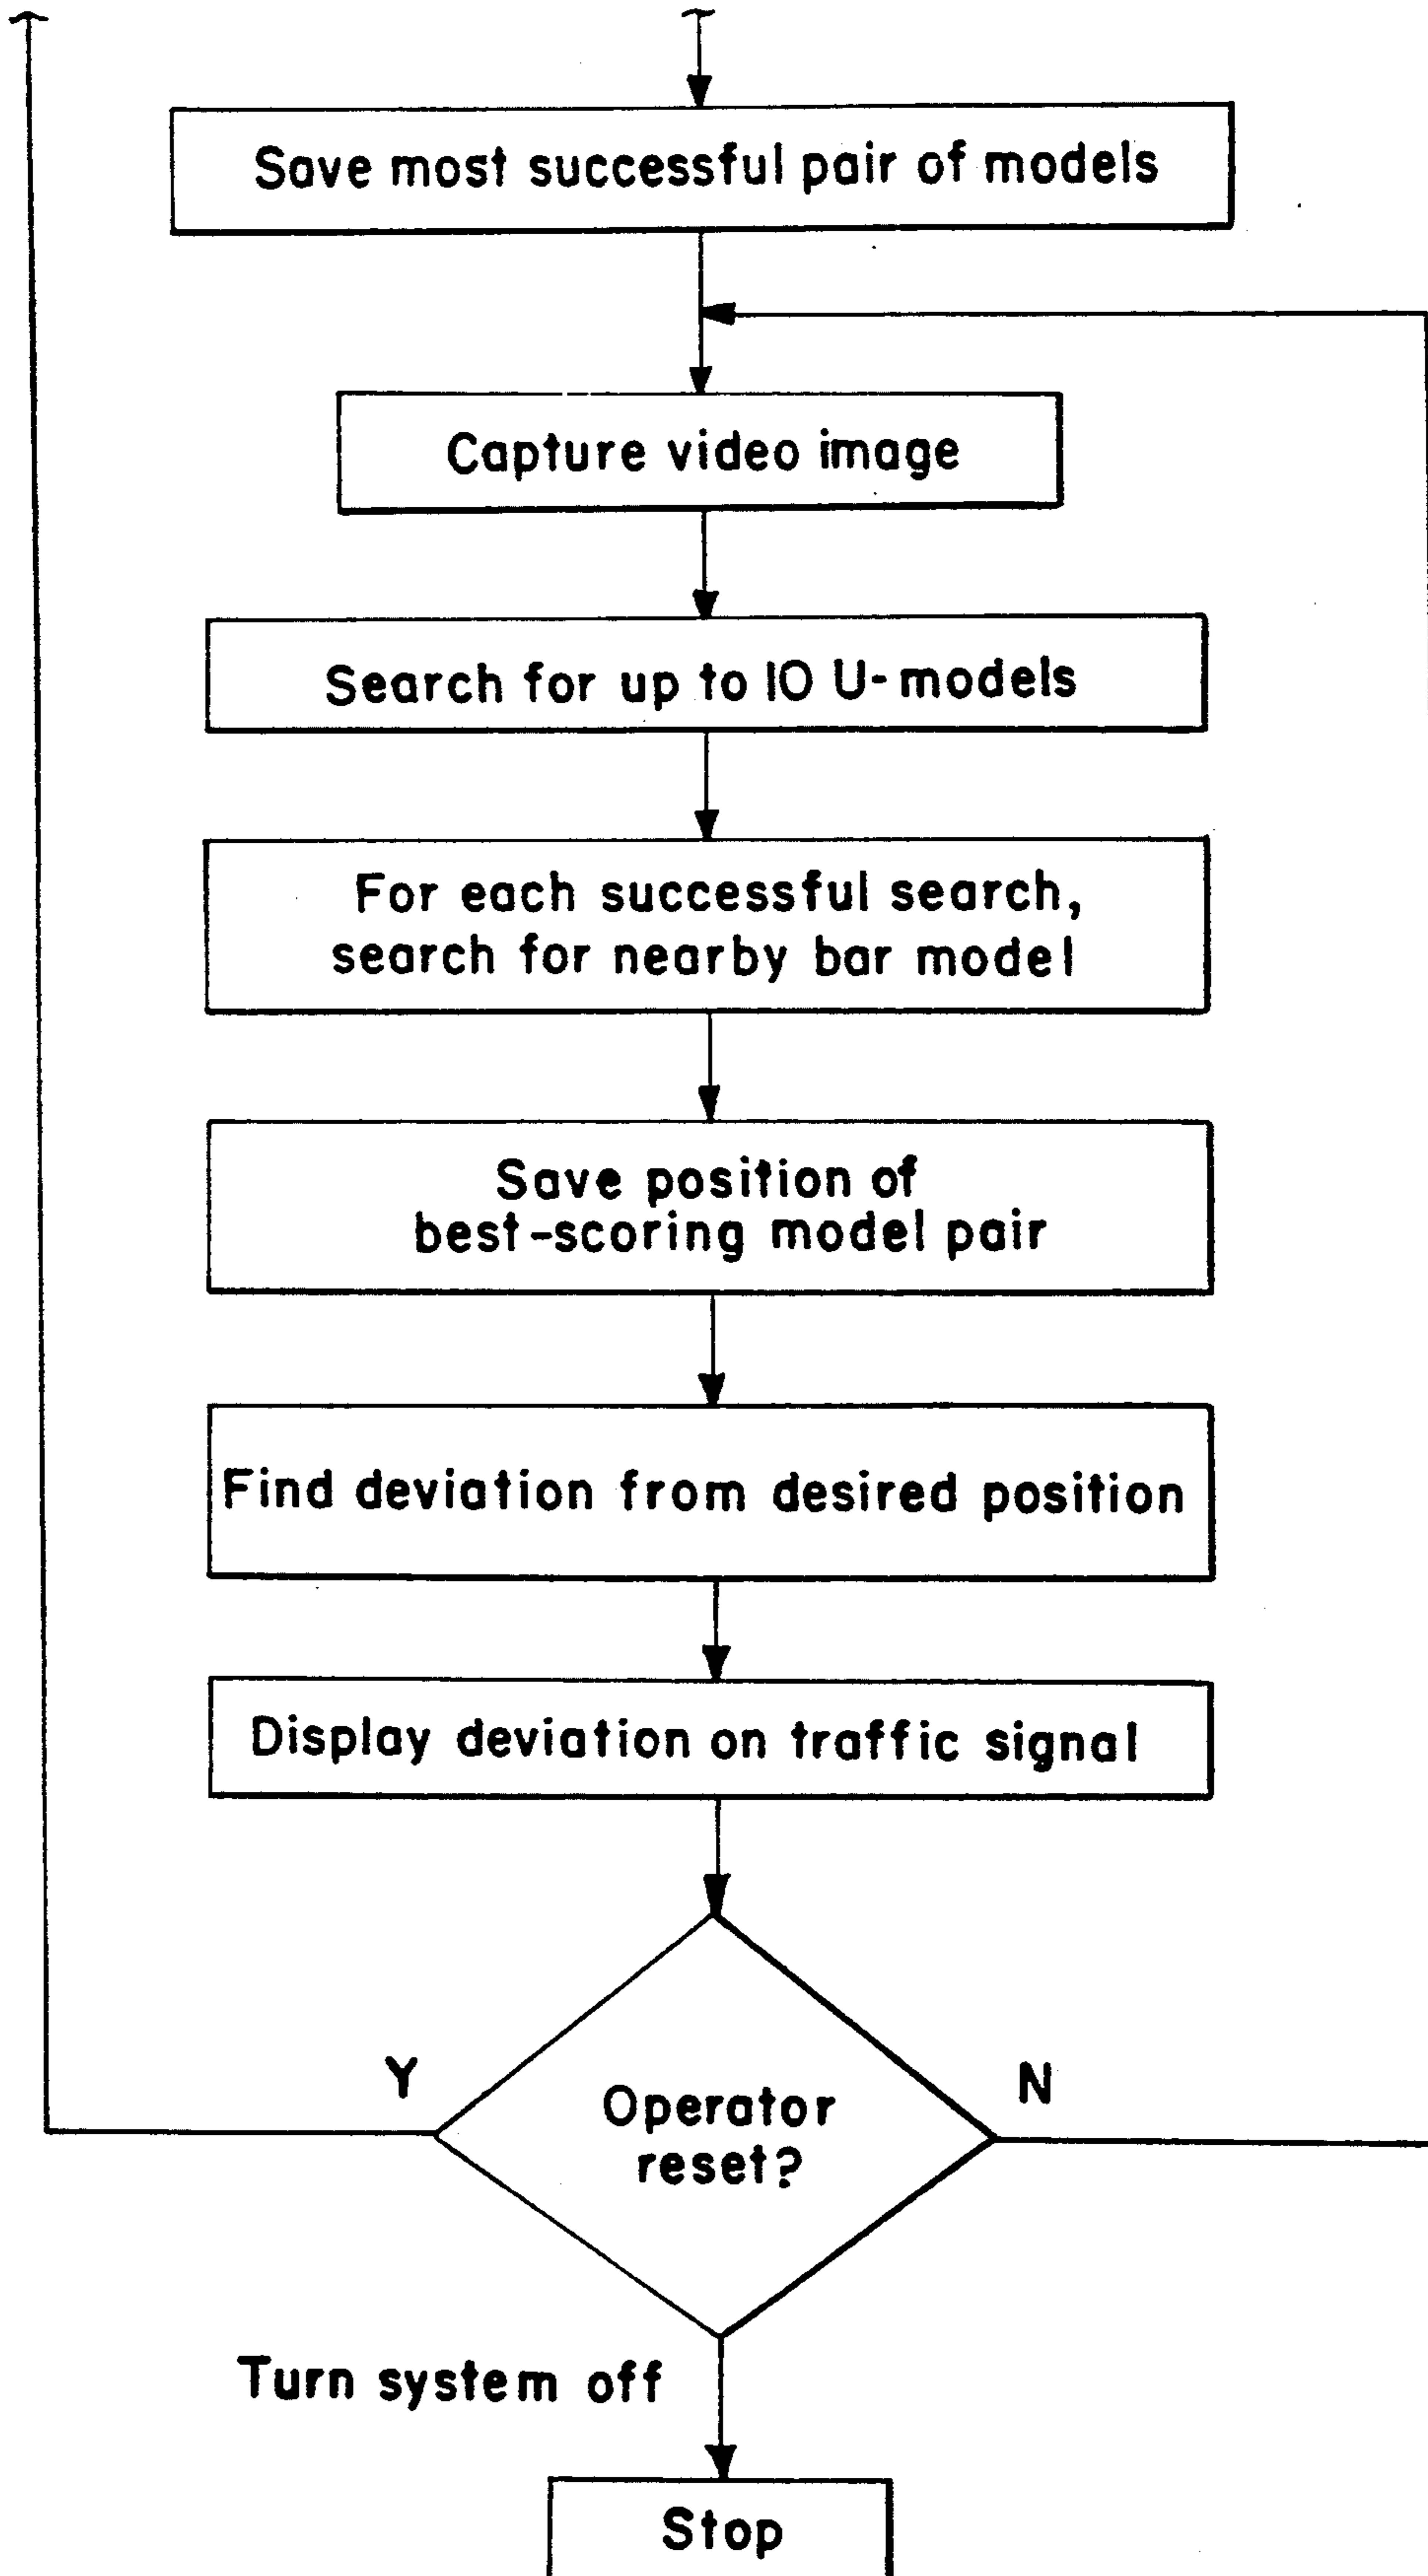 Save most successful pair of models
Capture video image
Search for up to 10 U-models
For each successful search,
search for nearby bar model
Save position of
best-scoring model pair
Find deviation from desired position
Display deviation on traffic signal
Y
N
Operator
reset?
Turn system off
Stop